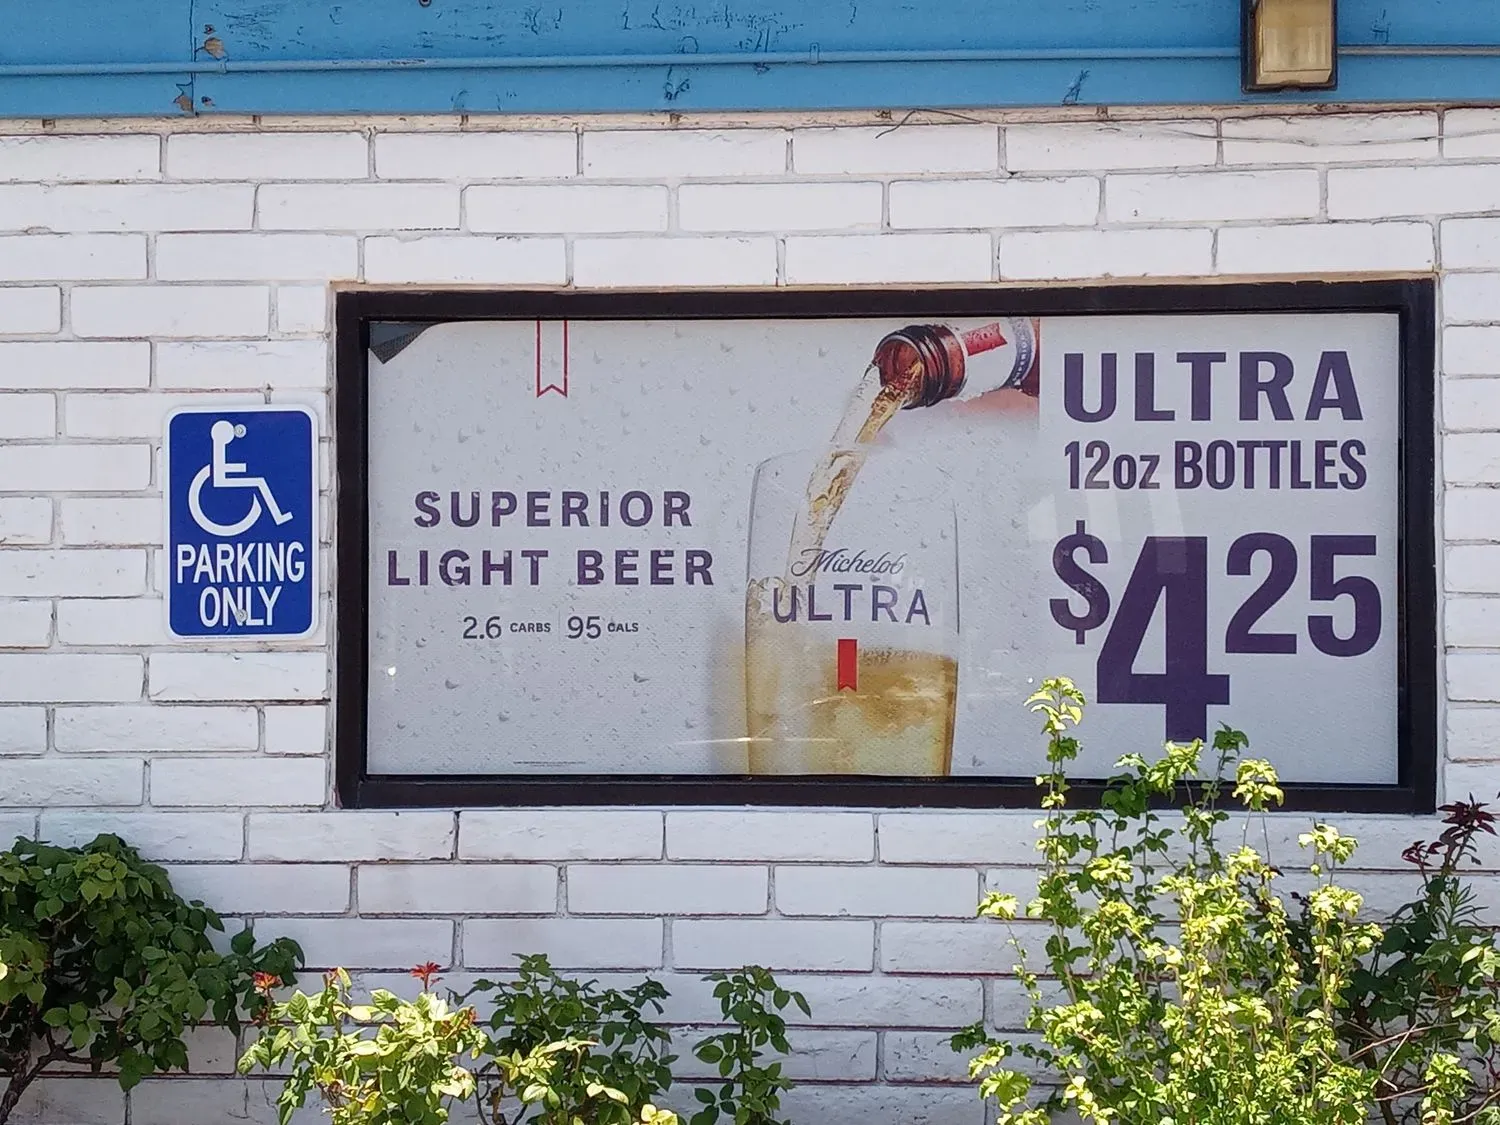 PARKING
ONLY
SUPERIOR
LIGHT BEER
2.6 CARBS 95 CALS
Michelob
ULTRA
ULTRA
12oz BOTTLES
$425